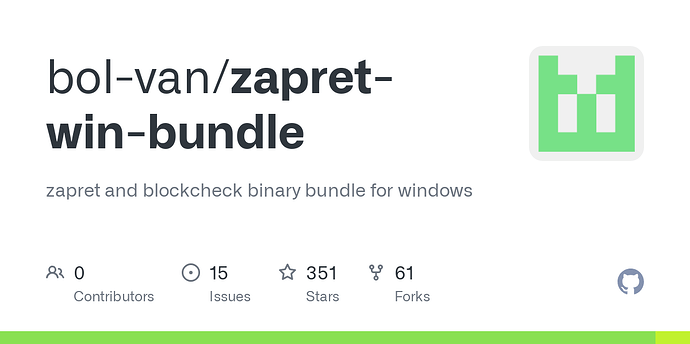 bol-van/zapret-
win-bundle
zapret and blockcheck binary bundle for windows
0
Contributors
15
Issues
351
Stars
61
Forks